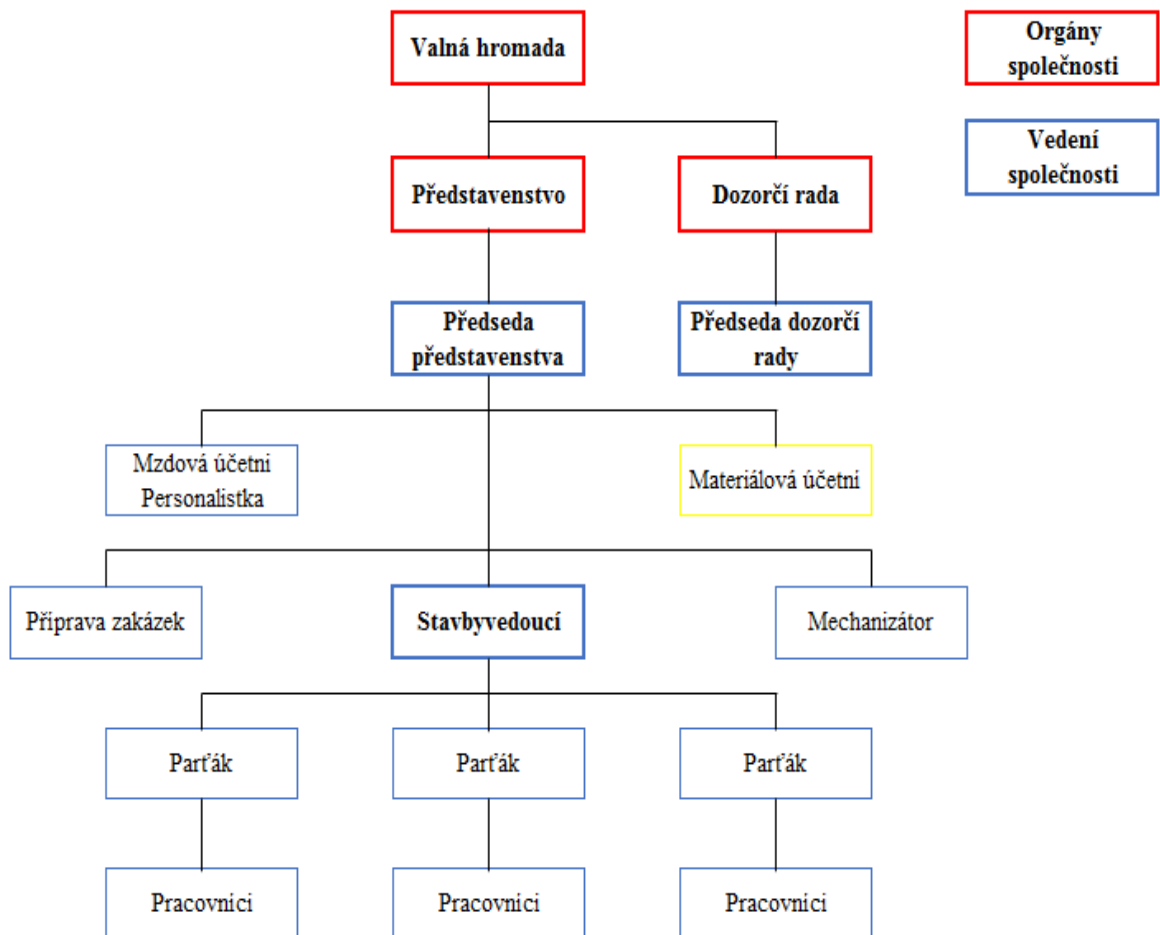 Valná hromada
Orgány
společnosti
Vedení
společnosti
Představenstvo
Dozorčí rada
Předseda
představenstva
Předseda dozorčí
rady
Mzdová účetni
Personalistka
Materiálová účetní
Příprava zakázek
Stavbyvedoucí
Mechanizátor
Parťák
Parťák
Parťák
Pracovníci
Pracovníci
Pracovníci